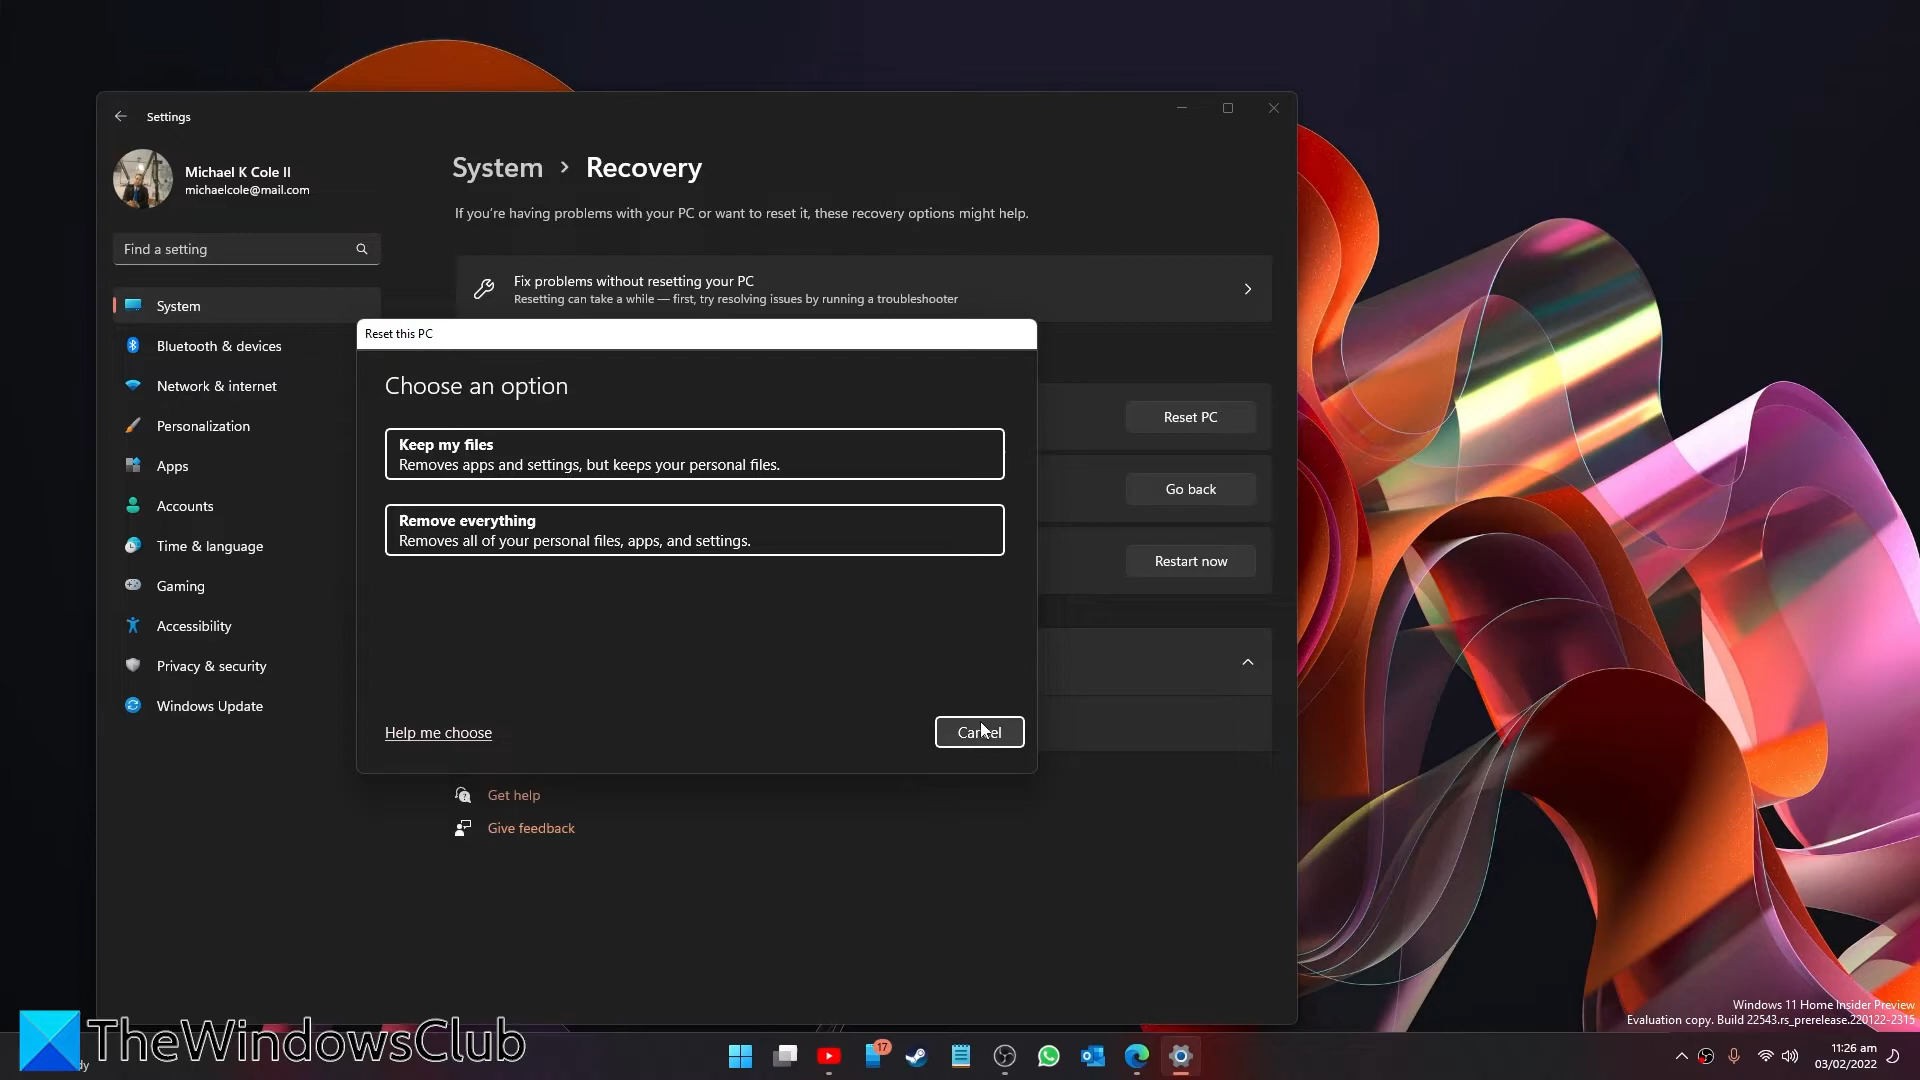 Settings
Michael K Cole II
michaelcole@mail.com
Find a setting
System
Bluetooth & devices
Network & internet
Personalization
Apps
Accounts
Time & language
Gaming
Accessibility
Privacy & security
Windows Update
System > Recovery
If you're having problems with your PC or want to reset it, these recovery options might help.
Fix problems without resetting your PC
Resetting can take a while — first, try resolving issues by running a troubleshooter
Reset this PC
Choose an option
Keep my files
Removes apps and settings, but keeps your personal files.
Remove everything
Removes all of your personal files, apps, and settings.
Help me choose
Cancel
Reset PC
Go back
Restart now
Get help
Give feedback
Windows 11 Home Insider Preview
Evaluation copy. Build 22543.rs_prerelease.220122-2315
TheWindowsClub
17
11:26 am
03/02/2022